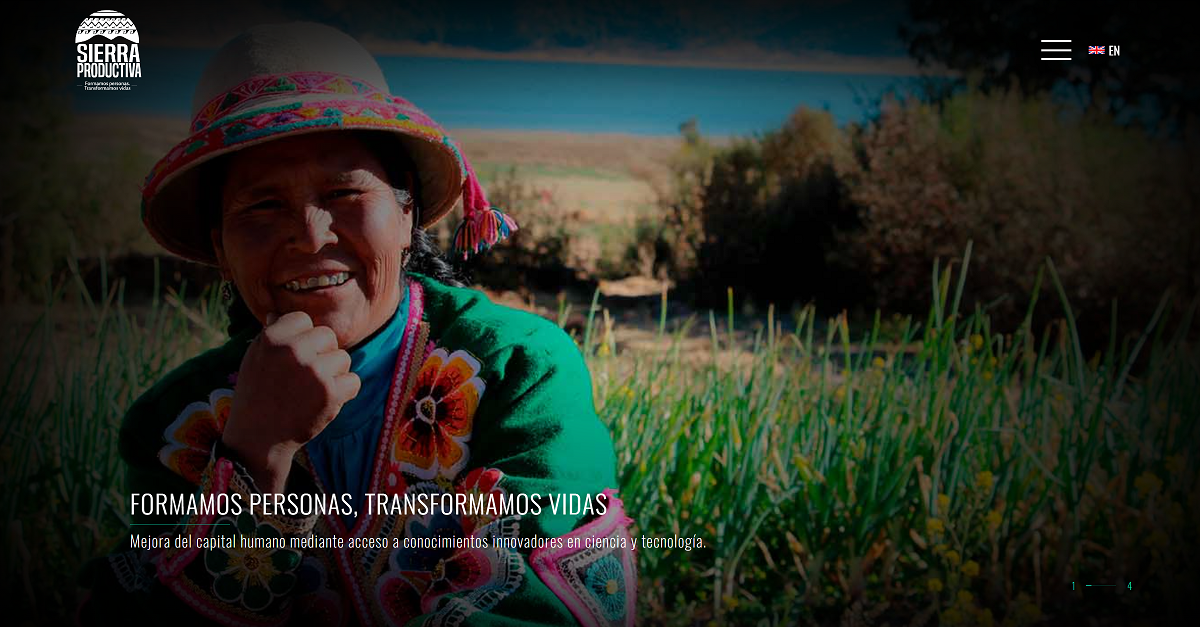 SIERRA
PRODUCTIVA
Formamos personas.
Transformamos vidas
EN
FORMAMOS PERSONAS, TRANSFORMAMOS VIDAS
Mejora del capital humano mediante acceso a conocimientos innovadores en ciencia y tecnología.
1 4